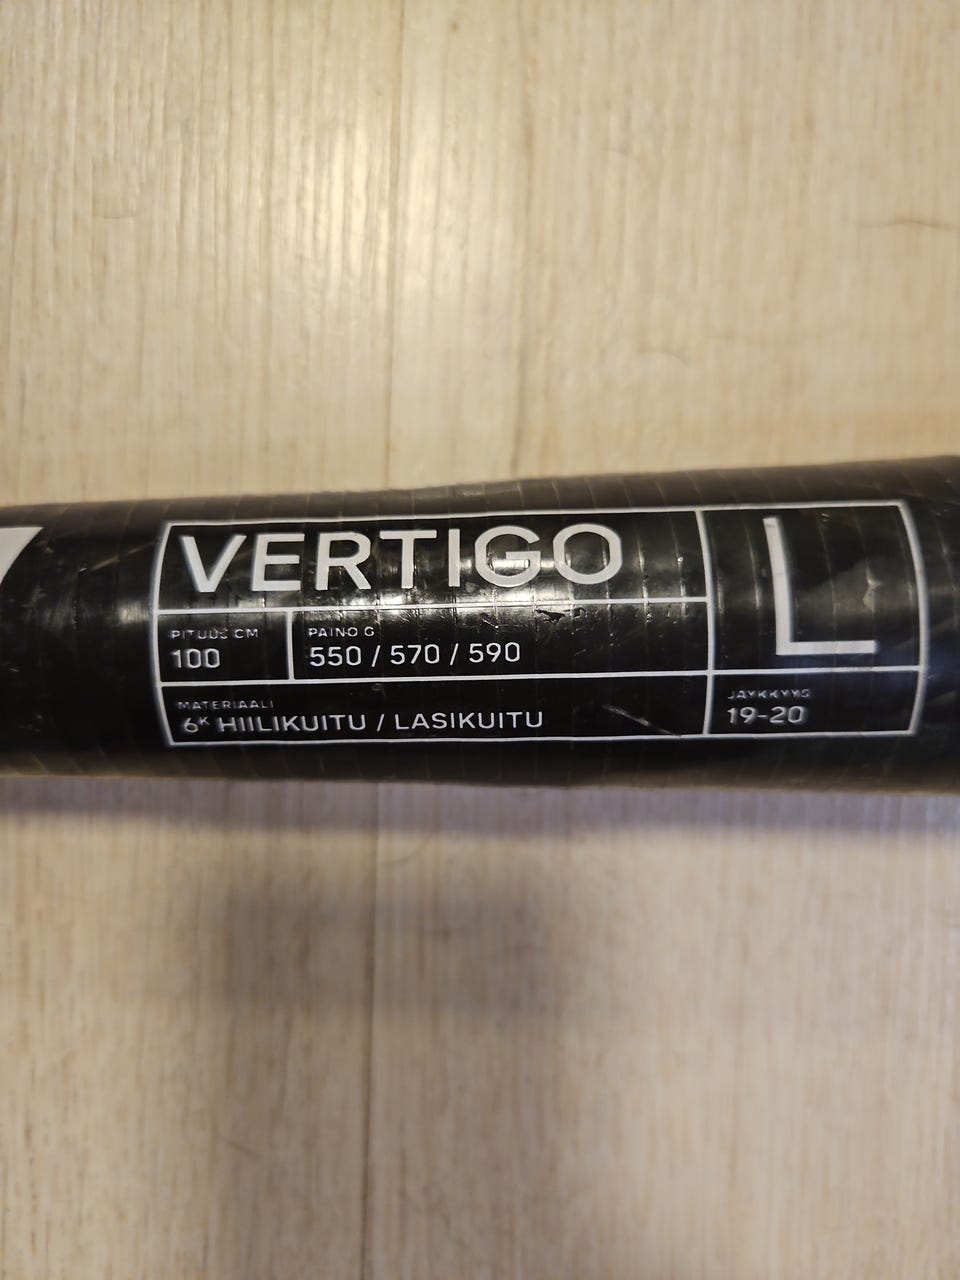 VERTIGO
L
PITUUS CM
100
PAINO G
550 / 570 / 590
MATERIAALI
6K HIILIKUITU / LASIKUITU
JÄYKKYYS
19-20